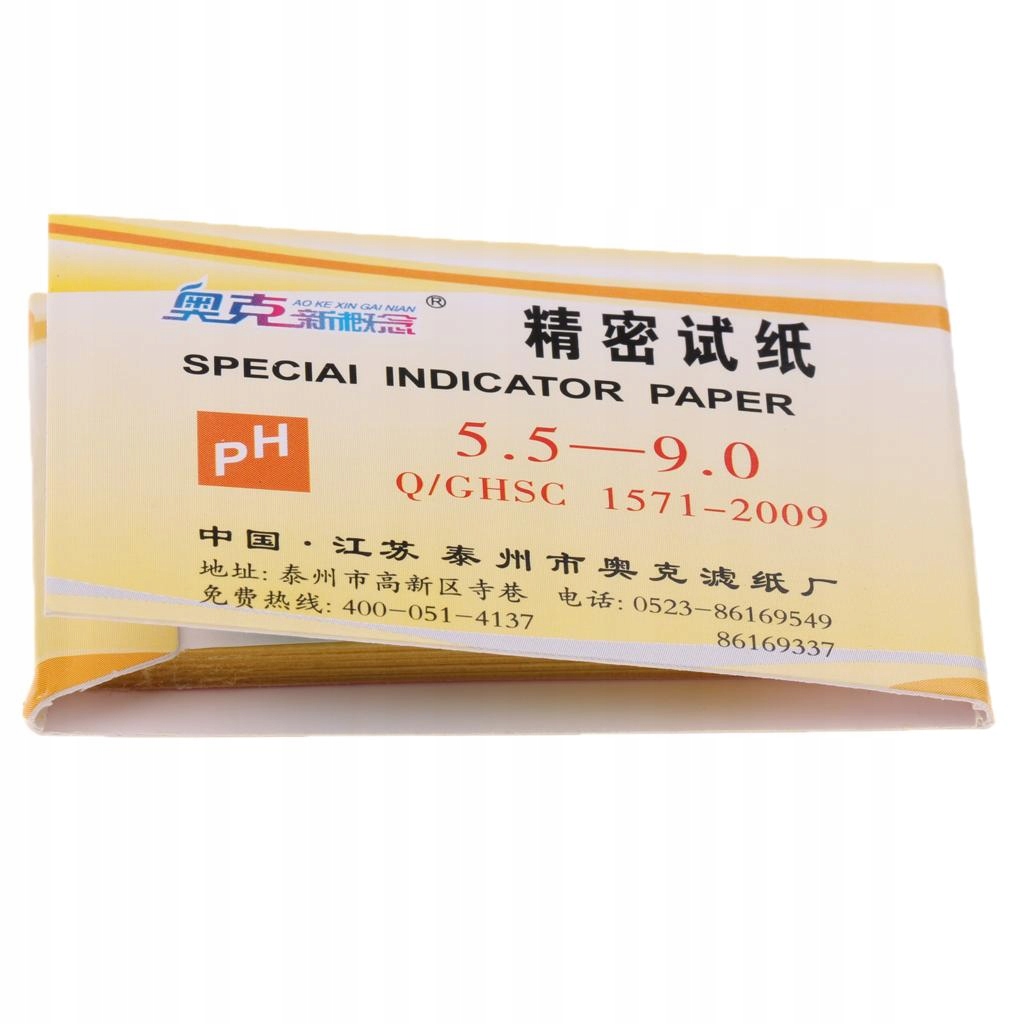 奥克新概念 AO KE XIN GAI NIAN ®
精密试纸
SPECIAI INDICATOR PAPER
pH
5.5—9.0
Q/GHSC 1571-2009
中国·江苏 泰州市奥克滤纸厂
地址: 泰州市高新区寺巷 电话: 0523-86169549
免费热线: 400-051-4137 86169337